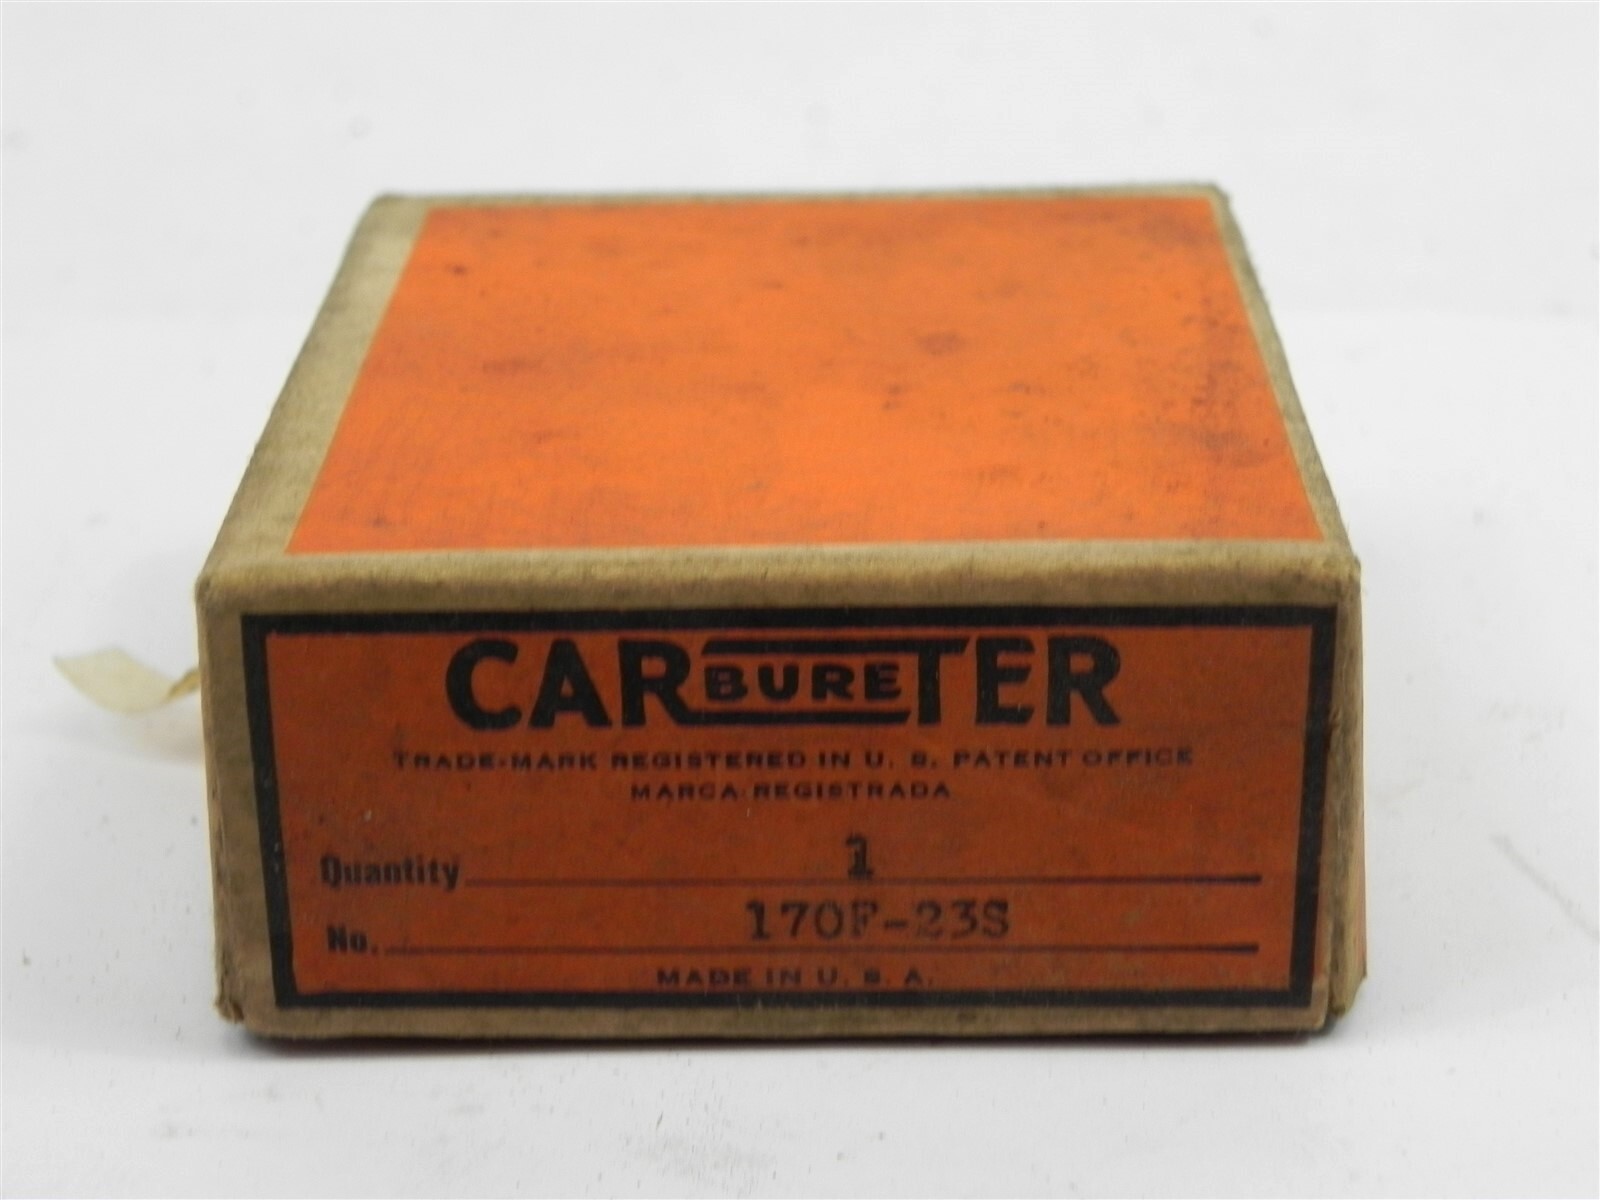 CARBURETER
TRADE-MARK REGISTERED IN U. S. PATENT OFFICE
MARCA REGISTRADA
Quantity 1
No. 170F-23S
MADE IN U. S. A.